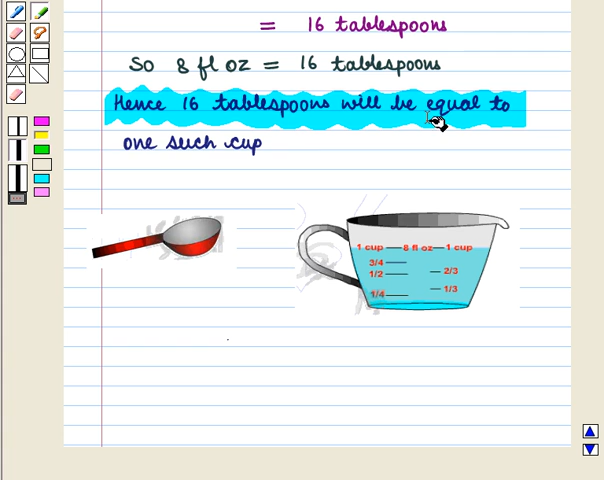 = 16 tablespoons
So 8 fl oz = 16 tablespoons
Hence 16 tablespoons will be equal to
one such cup
1 cup 8 fl oz 1 cup
3/4
1/2 2/3
1/4 1/3